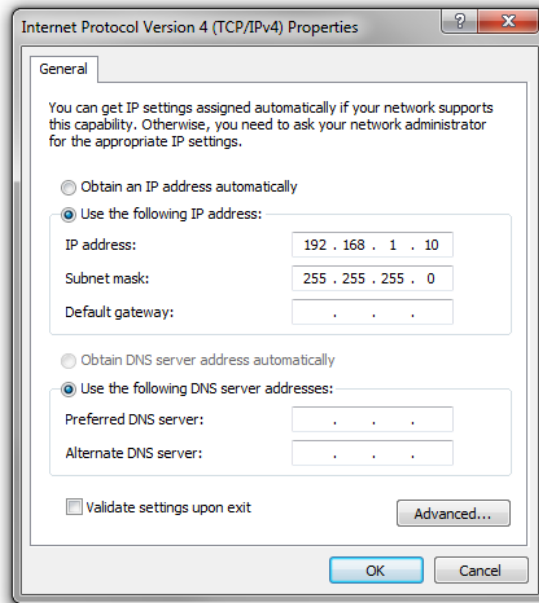 Internet Protocol Version 4 (TCP/IPv4) Properties
General
You can get IP settings assigned automatically if your network supports
this capability. Otherwise, you need to ask your network administrator
for the appropriate IP settings.
Obtain an IP address automatically
Use the following IP address:
IP address: 192 . 168 . 1 . 10
Subnet mask: 255 . 255 . 255 . 0
Default gateway: . . .
Obtain DNS server address automatically
Use the following DNS server addresses:
Preferred DNS server: . . .
Alternate DNS server: . . .
Validate settings upon exit
Advanced...
OK Cancel